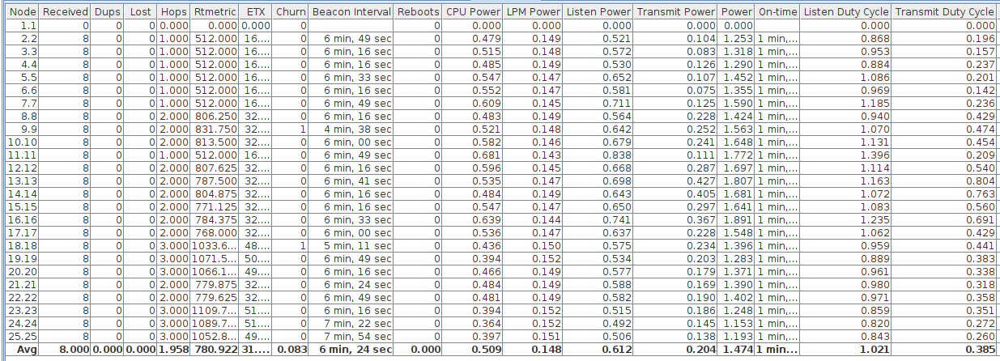 Node Received Dups Lost Hops Rtmetric ETX Churn Beacon Interval Reboots CPU Power LPM Power Listen Power Transmit Power Power On-time Listen Duty Cycle Transmit Duty Cycle
1.1 0 0 0 0.000 0.000 0.000 0 0 0.000 0.000 0.000 0.000 0.000 0.000 0.000
2.2 8 0 0 1.000 512.000 16.... 0 6 min, 49 sec 0 0.479 0.149 0.521 0.104 1.253 1 min,... 0.868 0.196
3.3 8 0 0 1.000 512.000 16.... 0 6 min, 16 sec 0 0.515 0.148 0.572 0.083 1.318 1 min,... 0.953 0.157
4.4 8 0 0 1.000 512.000 16.... 0 6 min, 16 sec 0 0.485 0.149 0.530 0.126 1.290 1 min,... 0.884 0.237
5.5 8 0 0 1.000 512.000 16.... 0 6 min, 33 sec 0 0.547 0.147 0.652 0.107 1.452 1 min,... 1.086 0.201
6.6 8 0 0 1.000 512.000 16.... 0 6 min, 16 sec 0 0.552 0.147 0.581 0.075 1.355 1 min,... 0.969 0.142
7.7 8 0 0 1.000 512.000 16.... 0 6 min, 49 sec 0 0.609 0.145 0.711 0.125 1.590 1 min,... 1.185 0.236
8.8 8 0 0 2.000 806.250 32.... 0 6 min, 16 sec 0 0.483 0.149 0.564 0.228 1.424 1 min,... 0.940 0.429
9.9 8 0 0 2.000 831.750 32.... 1 4 min, 38 sec 0 0.521 0.148 0.642 0.252 1.563 1 min,... 1.070 0.474
10.10 8 0 0 2.000 813.500 32.... 0 6 min, 00 sec 0 0.582 0.146 0.679 0.241 1.648 1 min,... 1.131 0.454
11.11 8 0 0 1.000 512.000 16.... 0 6 min, 49 sec 0 0.681 0.143 0.838 0.111 1.772 1 min,... 1.396 0.209
12.12 8 0 0 2.000 807.625 32.... 0 6 min, 16 sec 0 0.596 0.145 0.668 0.287 1.697 1 min,... 1.114 0.540
13.13 8 0 0 2.000 787.500 32.... 0 6 min, 41 sec 0 0.535 0.147 0.698 0.427 1.807 1 min,... 1.163 0.804
14.14 8 0 0 2.000 804.875 32.... 0 6 min, 16 sec 0 0.484 0.149 0.643 0.405 1.681 1 min,... 1.072 0.763
15.15 8 0 0 2.000 771.125 32.... 0 6 min, 16 sec 0 0.547 0.147 0.650 0.297 1.641 1 min,... 1.083 0.560
16.16 8 0 0 2.000 784.375 32.... 0 6 min, 33 sec 0 0.639 0.144 0.741 0.367 1.891 1 min,... 1.235 0.691
17.17 8 0 0 2.000 768.000 32.... 0 6 min, 00 sec 0 0.536 0.147 0.637 0.228 1.548 1 min,... 1.062 0.429
18.18 8 0 0 3.000 1033.6... 48.... 1 5 min, 11 sec 0 0.436 0.150 0.575 0.234 1.396 1 min,... 0.959 0.441
19.19 8 0 0 3.000 1071.5... 50.... 0 6 min, 49 sec 0 0.394 0.152 0.534 0.203 1.283 1 min,... 0.889 0.383
20.20 8 0 0 3.000 1066.1... 49.... 0 6 min, 16 sec 0 0.466 0.149 0.577 0.179 1.371 1 min,... 0.961 0.338
21.21 8 0 0 2.000 779.875 32.... 0 6 min, 24 sec 0 0.484 0.149 0.588 0.169 1.390 1 min,... 0.980 0.318
22.22 8 0 0 2.000 779.625 32.... 0 6 min, 49 sec 0 0.481 0.149 0.582 0.190 1.402 1 min,... 0.971 0.358
23.23 8 0 0 3.000 1109.7... 51.... 0 6 min, 16 sec 0 0.394 0.152 0.515 0.186 1.248 1 min,... 0.859 0.351
24.24 8 0 0 3.000 1089.7... 51.... 0 7 min, 22 sec 0 0.364 0.152 0.492 0.145 1.153 1 min,... 0.820 0.272
25.25 8 0 0 3.000 1052.8... 49.... 0 7 min, 54 sec 0 0.397 0.151 0.506 0.138 1.193 1 min,... 0.843 0.260
Avg 8.000 0.000 0.000 1.958 780.922 31.... 0.083 6 min, 24 sec 0.000 0.509 0.148 0.612 0.204 1.474 1 min... 1.021 0.385